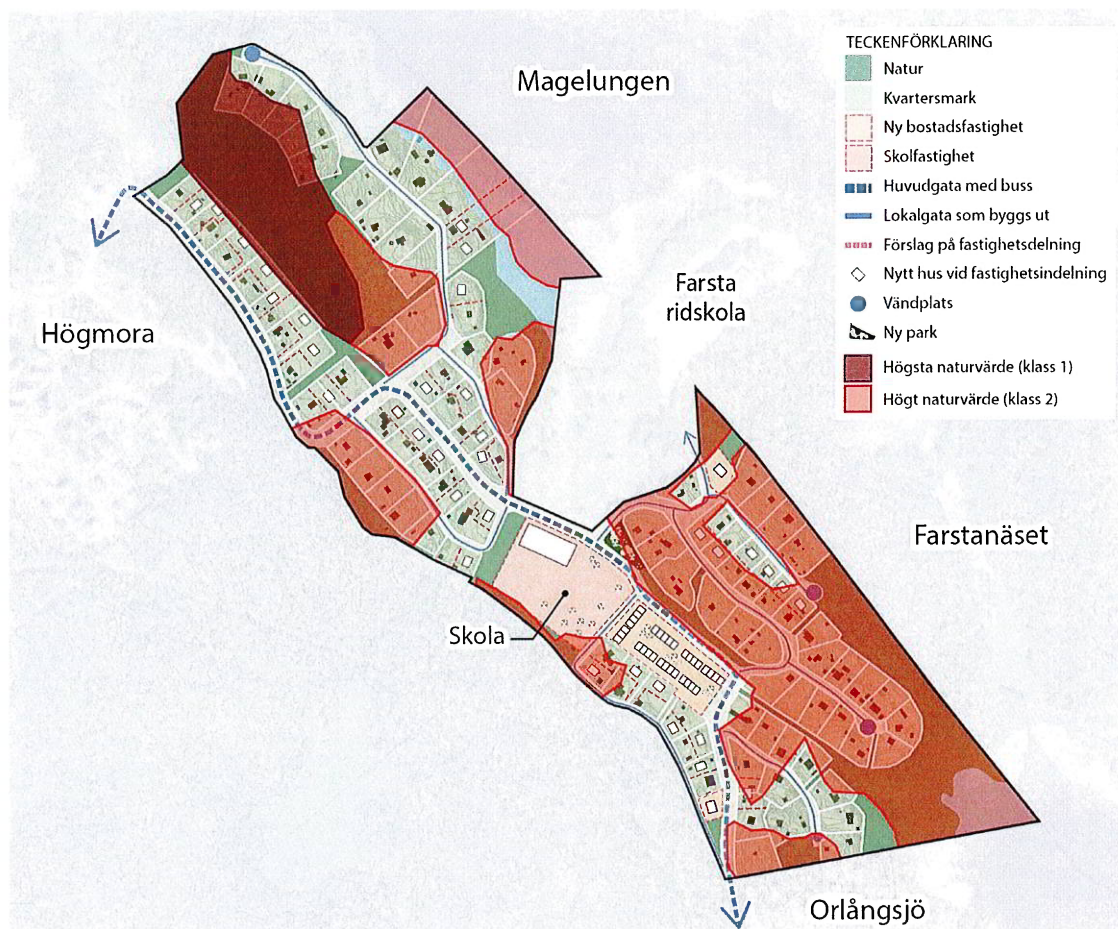 Magelungen
Högmora
Farsta
ridskola
Farstanäset
Skola
Orlångsjö
TECKENFÖRKLARING
Natur
Kvartersmark
Ny bostadsfastighet
Skolfastighet
Huvudgata med buss
Lokalgata som byggs ut
Förslag på fastighetsdelning
Nytt hus vid fastighetsindelning
Vändplats
Ny park
Högsta naturvärde (klass 1)
Högt naturvärde (klass 2)